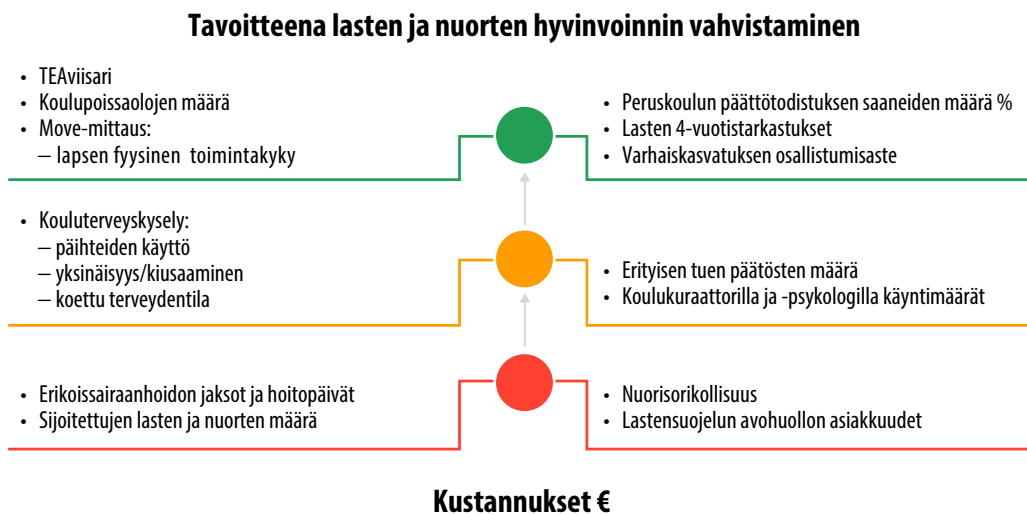 Tavoitteena lasten ja nuorten hyvinvoinnin vahvistaminen
• TEAviisari
• Koulupoissaolojen määrä
• Move-mittaus:
– lapsen fyysinen toimintakyky
• Peruskoulun päättötodistuksen saaneiden määrä %
• Lasten 4-vuotistarkastukset
• Varhaiskasvatuksen osallistumisaste
• Kouluterveyskysely:
– päihteiden käyttö
– yksinäisyys/kiusaaminen
– koettu terveydentila
• Erityisen tuen päätösten määrä
• Koulukuraattorilla ja -psykologilla käyntimäärät
• Erikoissairaanhoidon jaksot ja hoitopäivät
• Sijoitettujen lasten ja nuorten määrä
• Nuorisorikollisuus
• Lastensuojelun avohuollon asiakkuudet
Kustannukset €